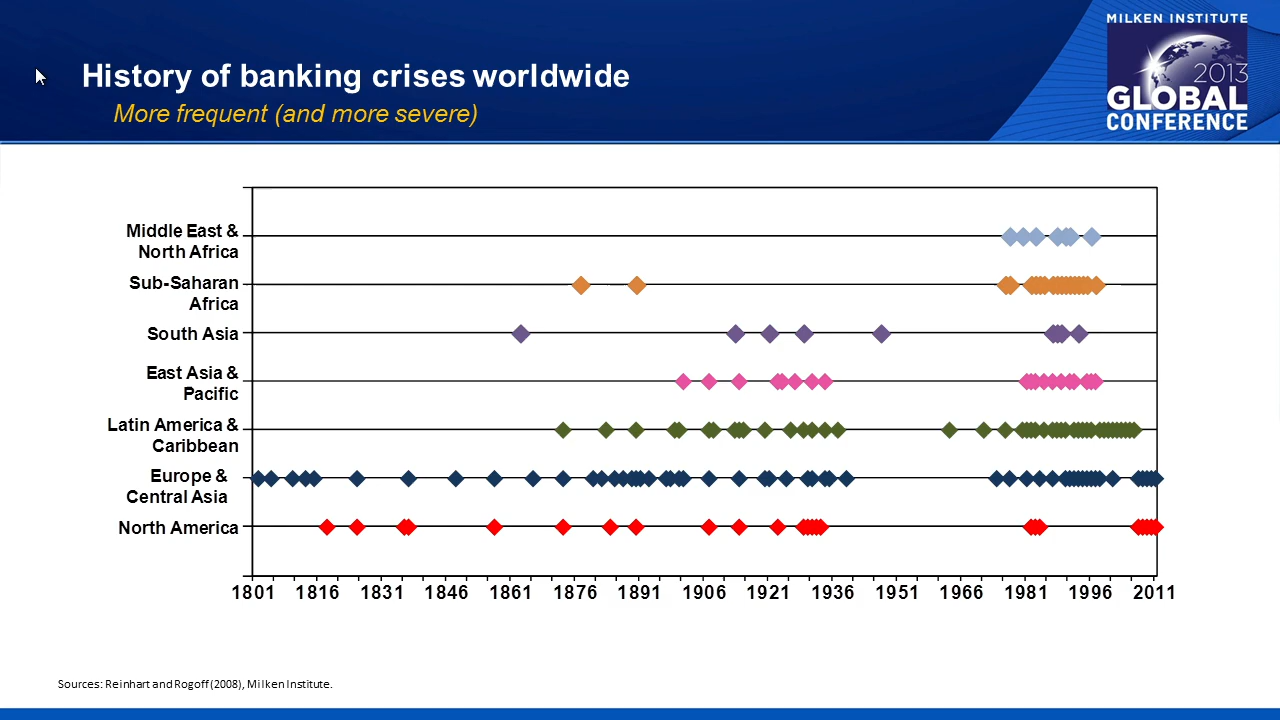 MILKEN INSTITUTE
2013
GLOBAL
CONFERENCE
History of banking crises worldwide
More frequent (and more severe)
Middle East &
North Africa
Sub-Saharan
Africa
South Asia
East Asia &
Pacific
Latin America &
Caribbean
Europe &
Central Asia
North America
1801 1816 1831 1846 1861 1876 1891 1906 1921 1936 1951 1966 1981 1996 2011
Sources: Reinhart and Rogoff (2008), Milken Institute.